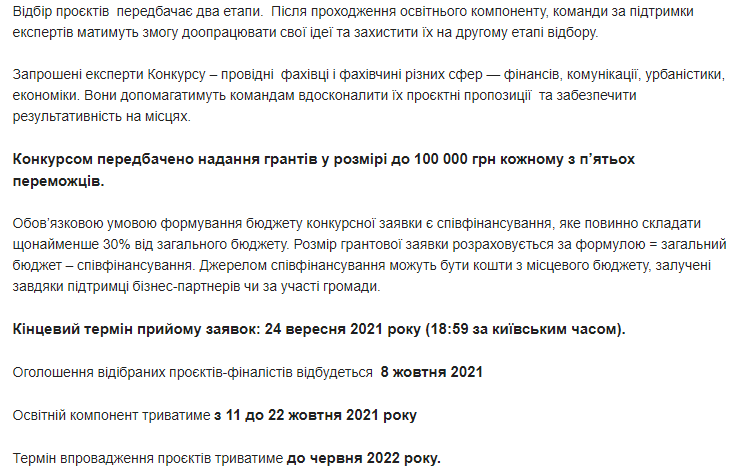 Відбір проєктів  передбачає два етапи.  Після проходження освітнього компоненту, команди за підтримки
експертів матимуть змогу доопрацювати свої ідеї та захистити їх на другому етапі відбору.
Запрошені експерти Конкурсу – провідні  фахівці і фахівчині різних сфер — фінансів, комунікації, урбаністики,
економіки. Вони допомагатимуть командам вдосконалити їх проєктні пропозиції  та забезпечити
результативність на місцях.
Конкурсом передбачено надання грантів у розмірі до 100 000 грн кожному з п’ятьох
переможців.
Обов’язковою умовою формування бюджету конкурсної заявки є співфінансування, яке повинно складати
щонайменше 30% від загального бюджету. Розмір грантової заявки розраховується за формулою = загальний
бюджет – співфінансування. Джерелом співфінансування можуть бути кошти з місцевого бюджету, залучені
завдяки підтримці бізнес-партнерів чи за участі громади.
Кінцевий термін прийому заявок: 24 вересня 2021 року (18:59 за київським часом).
Оголошення відібраних проєктів-фіналістів відбудеться  8 жовтня 2021
Освітній компонент триватиме з 11 до 22 жовтня 2021 року
Термін впровадження проєктів триватиме до червня 2022 року.